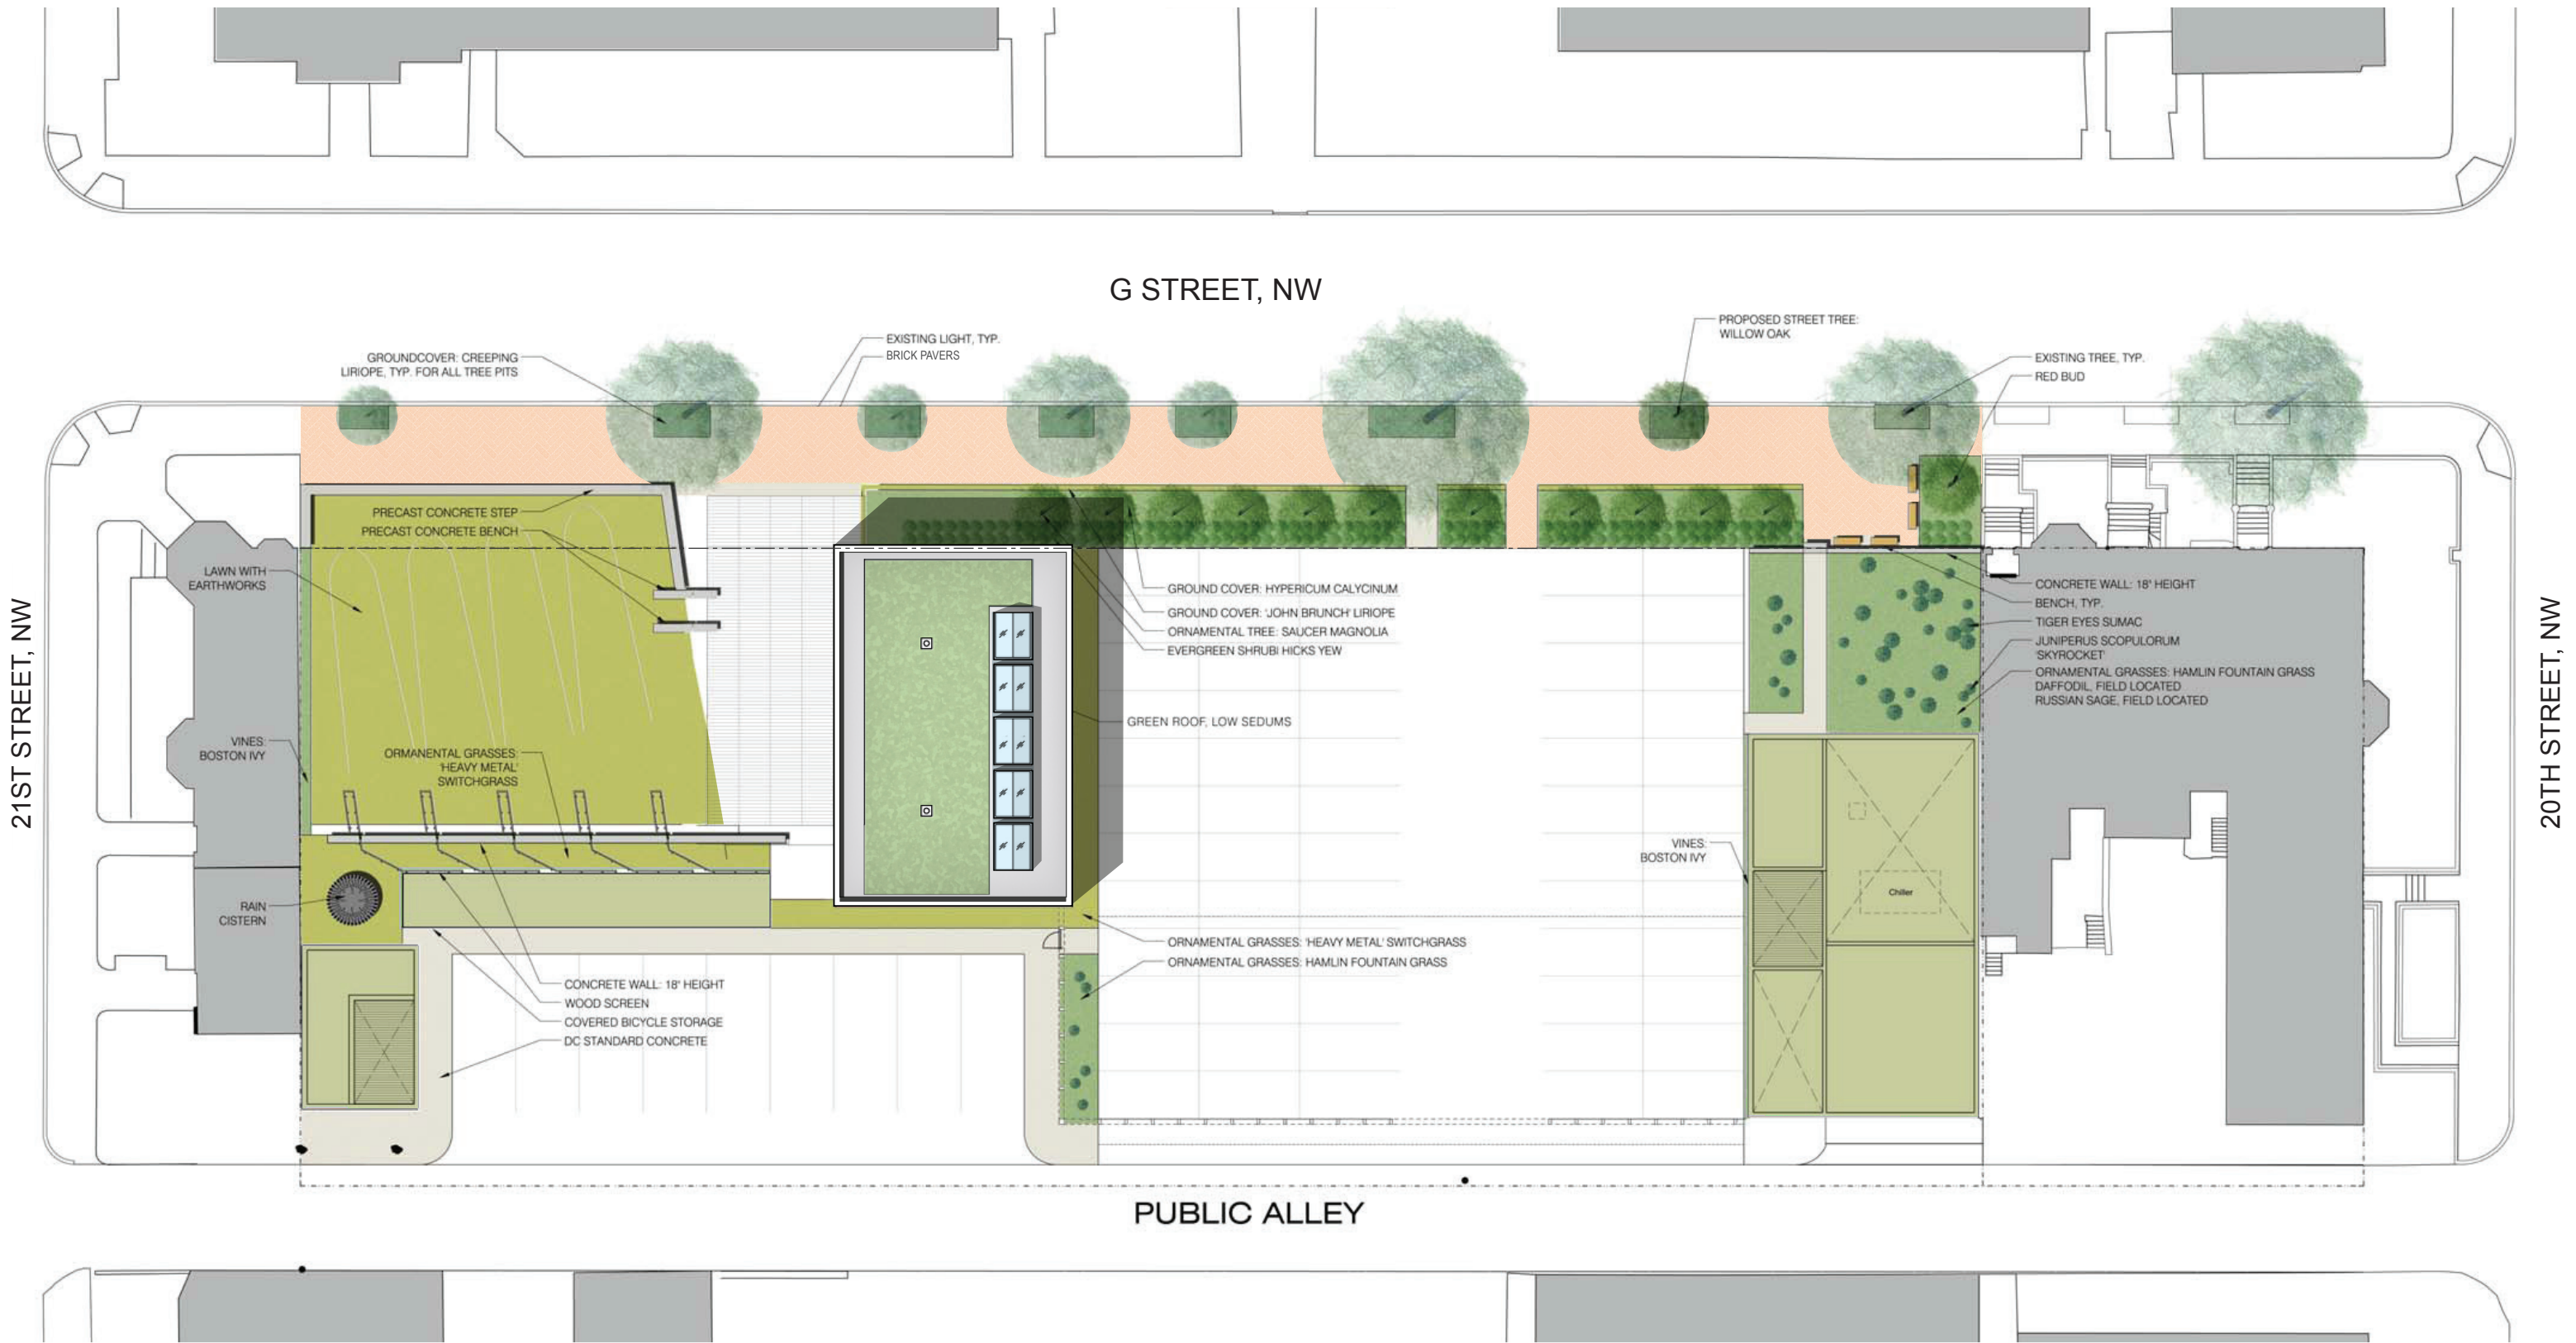 G STREET, NW
EXISTING LIGHT, TYP.
BRICK PAVERS
GROUNDCOVER: CREEPING
LIRIOPE, TYP. FOR ALL TREE PITS
PROPOSED STREET TREE:
WILLOW OAK
EXISTING TREE, TYP.
RED BUD
PRECAST CONCRETE STEP
PRECAST CONCRETE BENCH
LAWN WITH
EARTHWORKS
21ST STREET, NW
VINES:
BOSTON IVY
ORMANENTAL GRASSES:
'HEAVY METAL'
SWITCHGRASS
RAIN
CISTERN
CONCRETE WALL: 18" HEIGHT
WOOD SCREEN
COVERED BICYCLE STORAGE
DC STANDARD CONCRETE
GROUND COVER: HYPERICUM CALYCINUM
GROUND COVER: 'JOHN BRUNCH' LIRIOPE
ORNAMENTAL TREE: SAUCER MAGNOLIA
EVERGREEN SHRUB: HICKS YEW
GREEN ROOF, LOW SEDUMS
ORNAMENTAL GRASSES: 'HEAVY METAL' SWITCHGRASS
ORNAMENTAL GRASSES: HAMLIN FOUNTAIN GRASS
VINES:
BOSTON IVY
Chiller
CONCRETE WALL: 18" HEIGHT
BENCH, TYP.
TIGER EYES SUMAC
JUNIPERUS SCOPULORUM
'SKYROCKET'
ORNAMENTAL GRASSES: HAMLIN FOUNTAIN GRASS
DAFFODIL, FIELD LOCATED
RUSSIAN SAGE, FIELD LOCATED
20TH STREET, NW
PUBLIC ALLEY